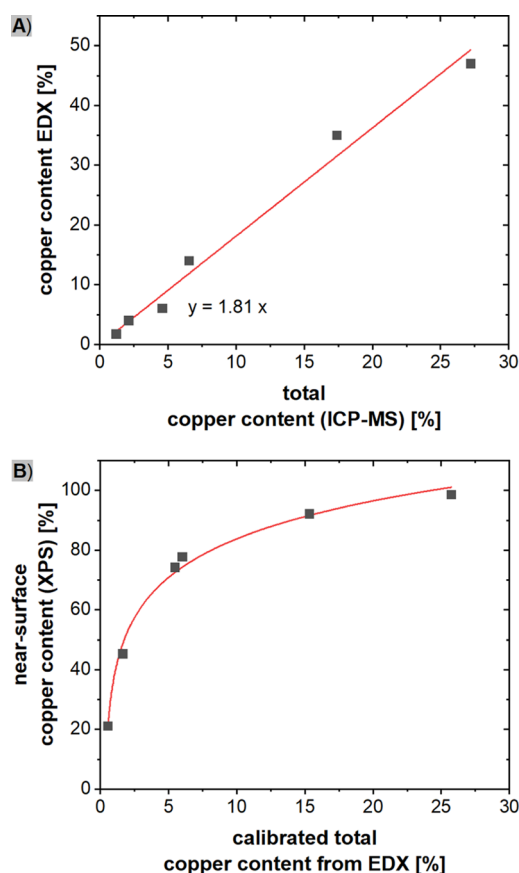 A)
copper content EDX [%]
50
40
30
20
10
0
y = 1.81 x
0 5 10 15 20 25 30
total
copper content (ICP-MS) [%]
B)
near-surface
copper content (XPS) [%]
100
80
60
40
20
0
0 5 10 15 20 25 30
calibrated total
copper content from EDX [%]